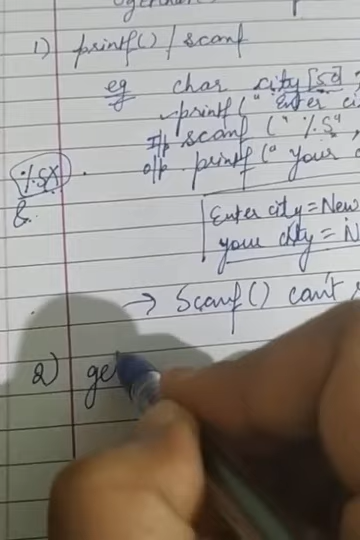 1) printf() / scanf
eg char city[50]
printf(" Enter ci
I/p scanf (" %s",
o/p printf(" your
%s
&
Enter city = New
your city = N
→ Scanf() can't
2) ge